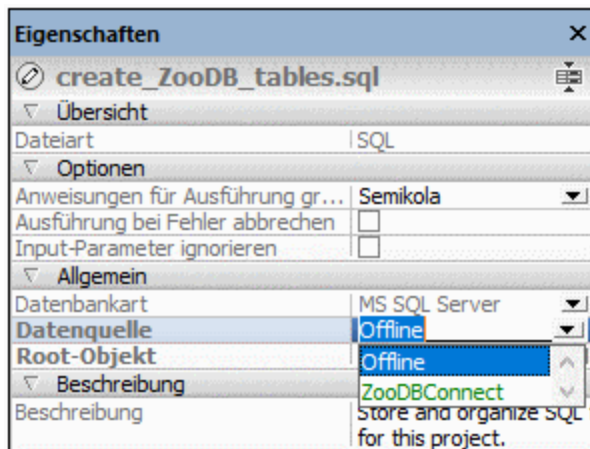 Eigenschaften
create_ZooDB_tables.sql
Übersicht
Dateiart SQL
Optionen
Anweisungen für Ausführung gr... Semikola
Ausführung bei Fehler abbrechen
Input-Parameter ignorieren
Allgemein
Datenbankart MS SQL Server
Datenquelle Offline
Root-Objekt Offline
Beschreibung ZooDBConnect
Beschreibung Store and organize SQL
for this project.